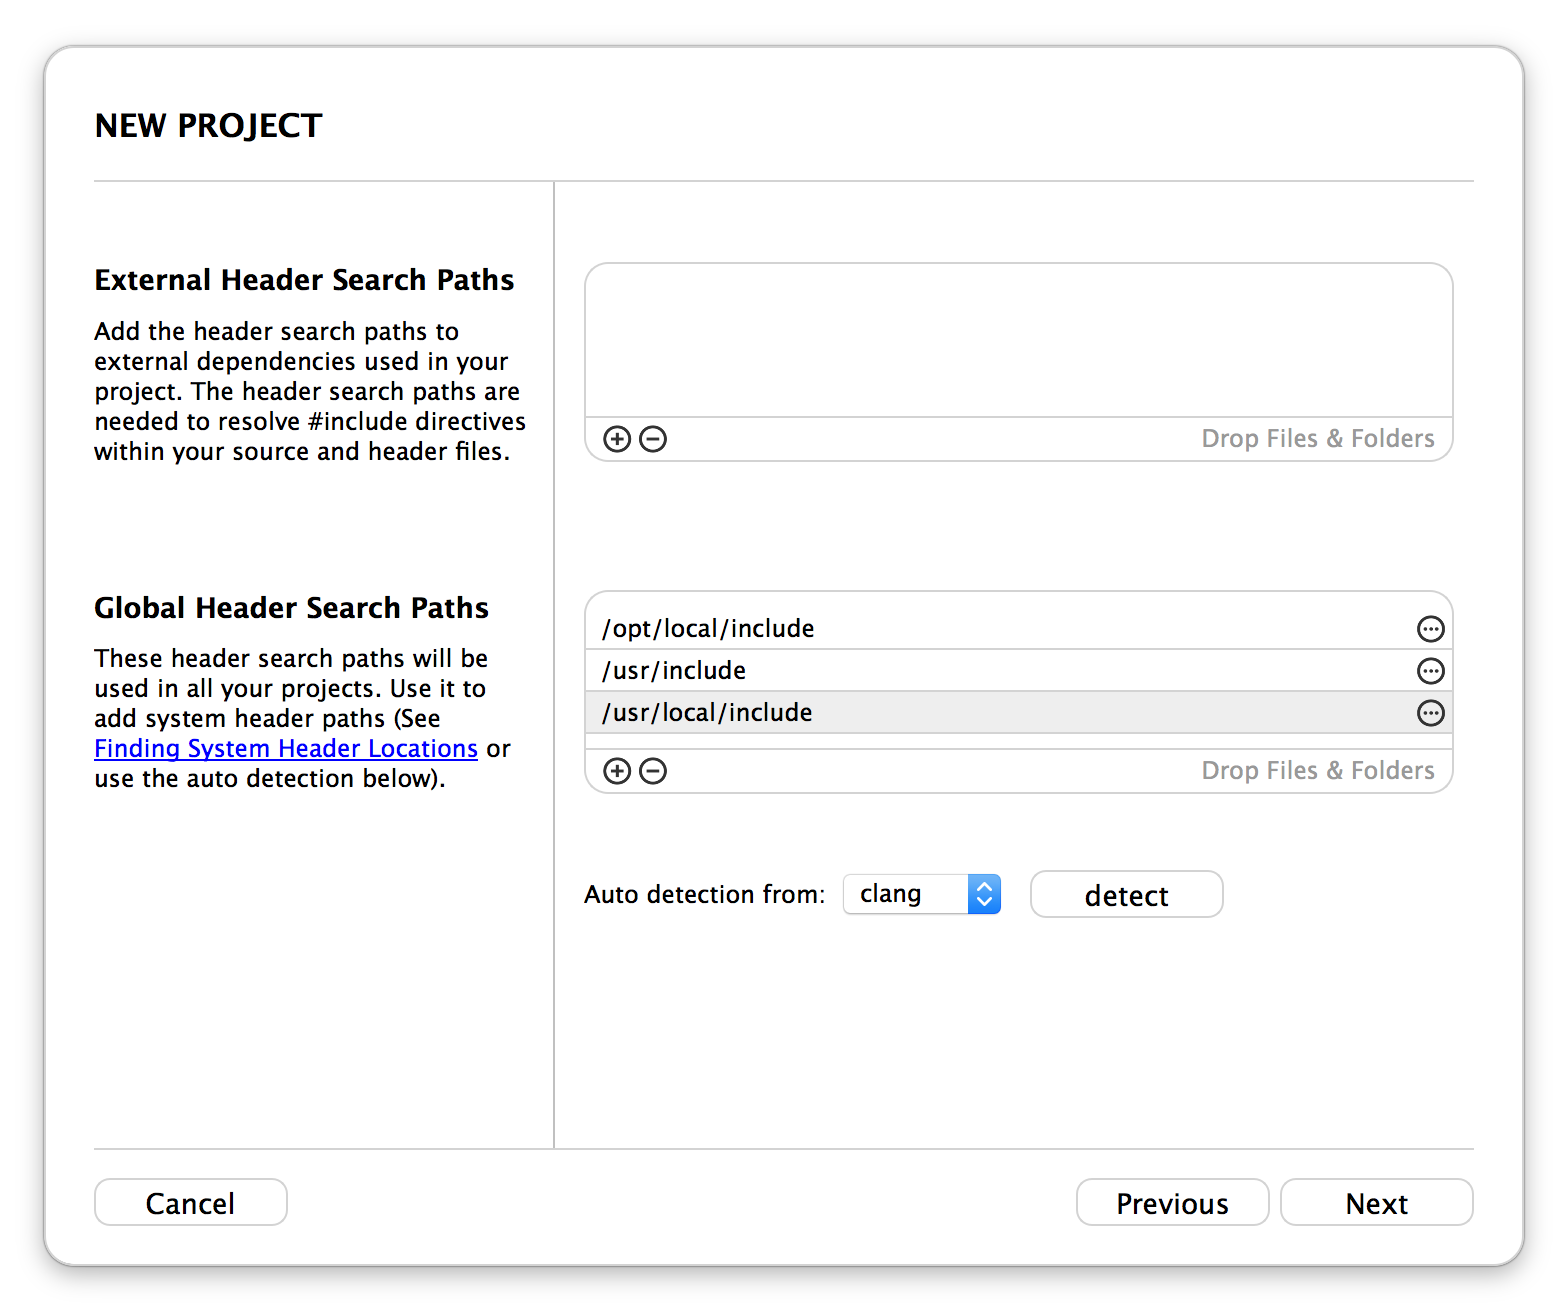 NEW PROJECT
External Header Search Paths
Add the header search paths to
external dependencies used in your
project. The header search paths are
needed to resolve #include directives
within your source and header files.
Drop Files & Folders
Global Header Search Paths
These header search paths will be
used in all your projects. Use it to
add system header paths (See
Finding System Header Locations or
use the auto detection below).
/opt/local/include
/usr/include
/usr/local/include
Drop Files & Folders
Auto detection from: clang detect
Cancel Previous Next